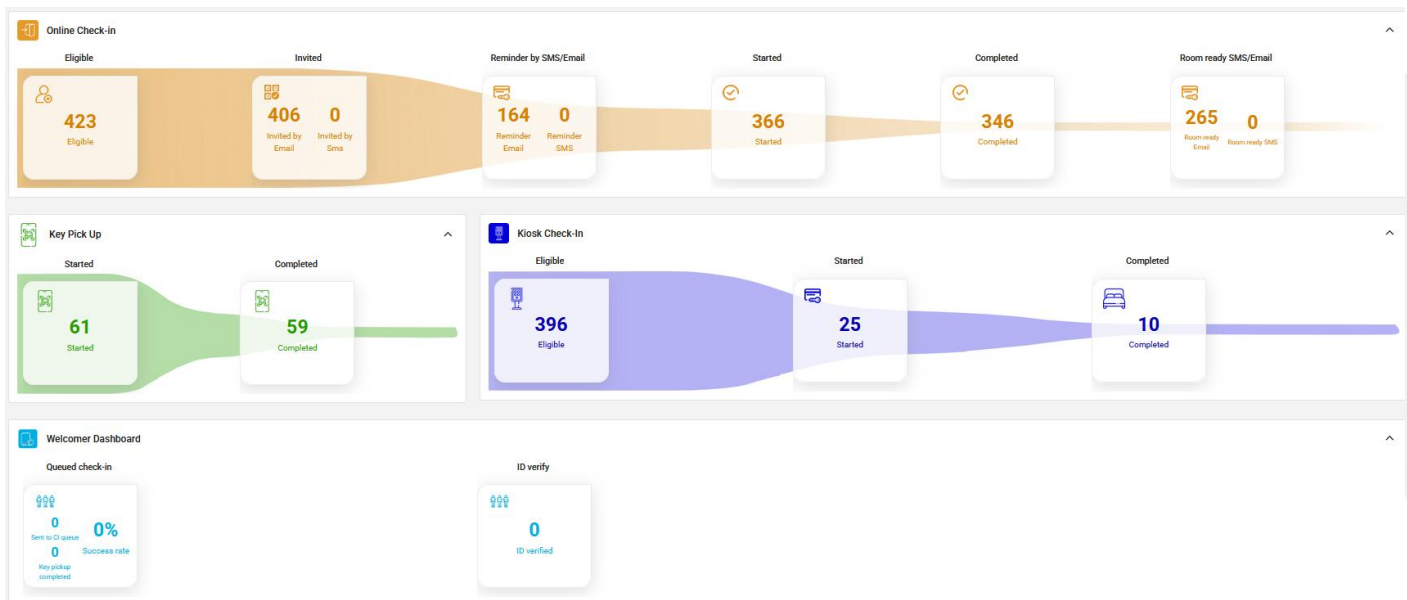 Online Check-in
Eligible Invited Reminder by SMS/Email Started Completed Room ready SMS/Email
423
Eligible
406 0
Invited by Email Invited by Sms
164 0
Reminder Email Reminder SMS
366
Started
346
Completed
265 0
Room ready Email Room ready SMS
Key Pick Up
Started Completed
61
Started
59
Completed
Kiosk Check-In
Eligible Started Completed
396
Eligible
25
Started
10
Completed
Welcomer Dashboard
Queued check-in ID verify
0
Sent to CI queue
0
Key pickup
completed
0%
Success rate
0
ID verified